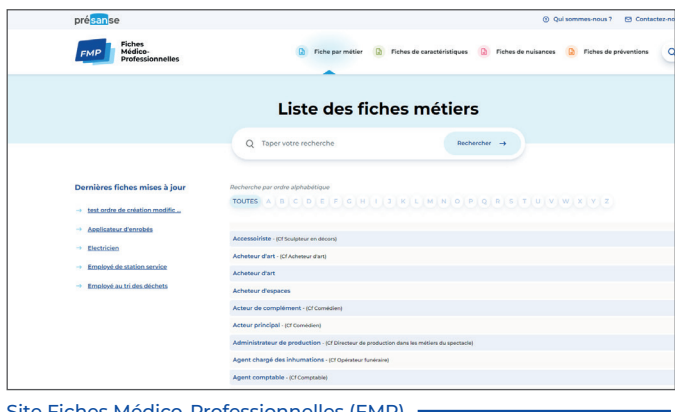 présanse
Qui sommes-nous ? Contactez-no
FMP
Fiches
Médico-
Professionnelles
Fiche par métier Fiches de caractéristiques Fiches de nuisances Fiches de préventions
Liste des fiches métiers
Taper votre recherche Rechercher →
Dernières fiches mises à jour
→ test ordre de création modific ...
→ Applicateur d'enrobés
→ Electricien
→ Employé de station service
→ Employé au tri des déchets
Recherche par ordre alphabétique
TOUTES A B C D E F G H I J K L M N O P Q R S T U V W X Y Z
Accessoiriste - (Cf Sculpteur en décors)
Acheteur d'art - (Cf Acheteur d'art)
Acheteur d'art
Acheteur d'espaces
Acteur de complément - (Cf Comédien)
Acteur principal - (Cf Comédien)
Administrateur de production - (Cf Directeur de production dans les métiers du spectacle)
Agent chargé des inhumations - (Cf Opérateur funéraire)
Agent comptable - (Cf Comptable)
Site Fiches Médico-Professionnelles (FMP)